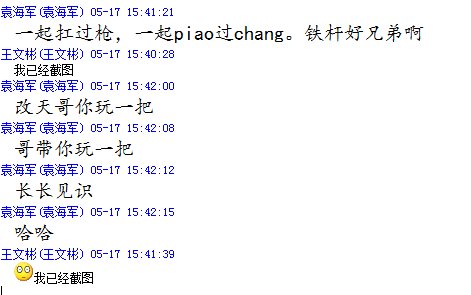 袁海军(袁海军) 05-17 15:41:21
一起扛过枪，一起piao过chang。铁杆好兄弟啊
王文彬(王文彬) 05-17 15:40:28
我已经截图
袁海军(袁海军) 05-17 15:42:00
改天哥你玩一把
袁海军(袁海军) 05-17 15:42:08
哥带你玩一把
袁海军(袁海军) 05-17 15:42:12
长长见识
袁海军(袁海军) 05-17 15:42:15
哈哈
王文彬(王文彬) 05-17 15:41:39
我已经截图